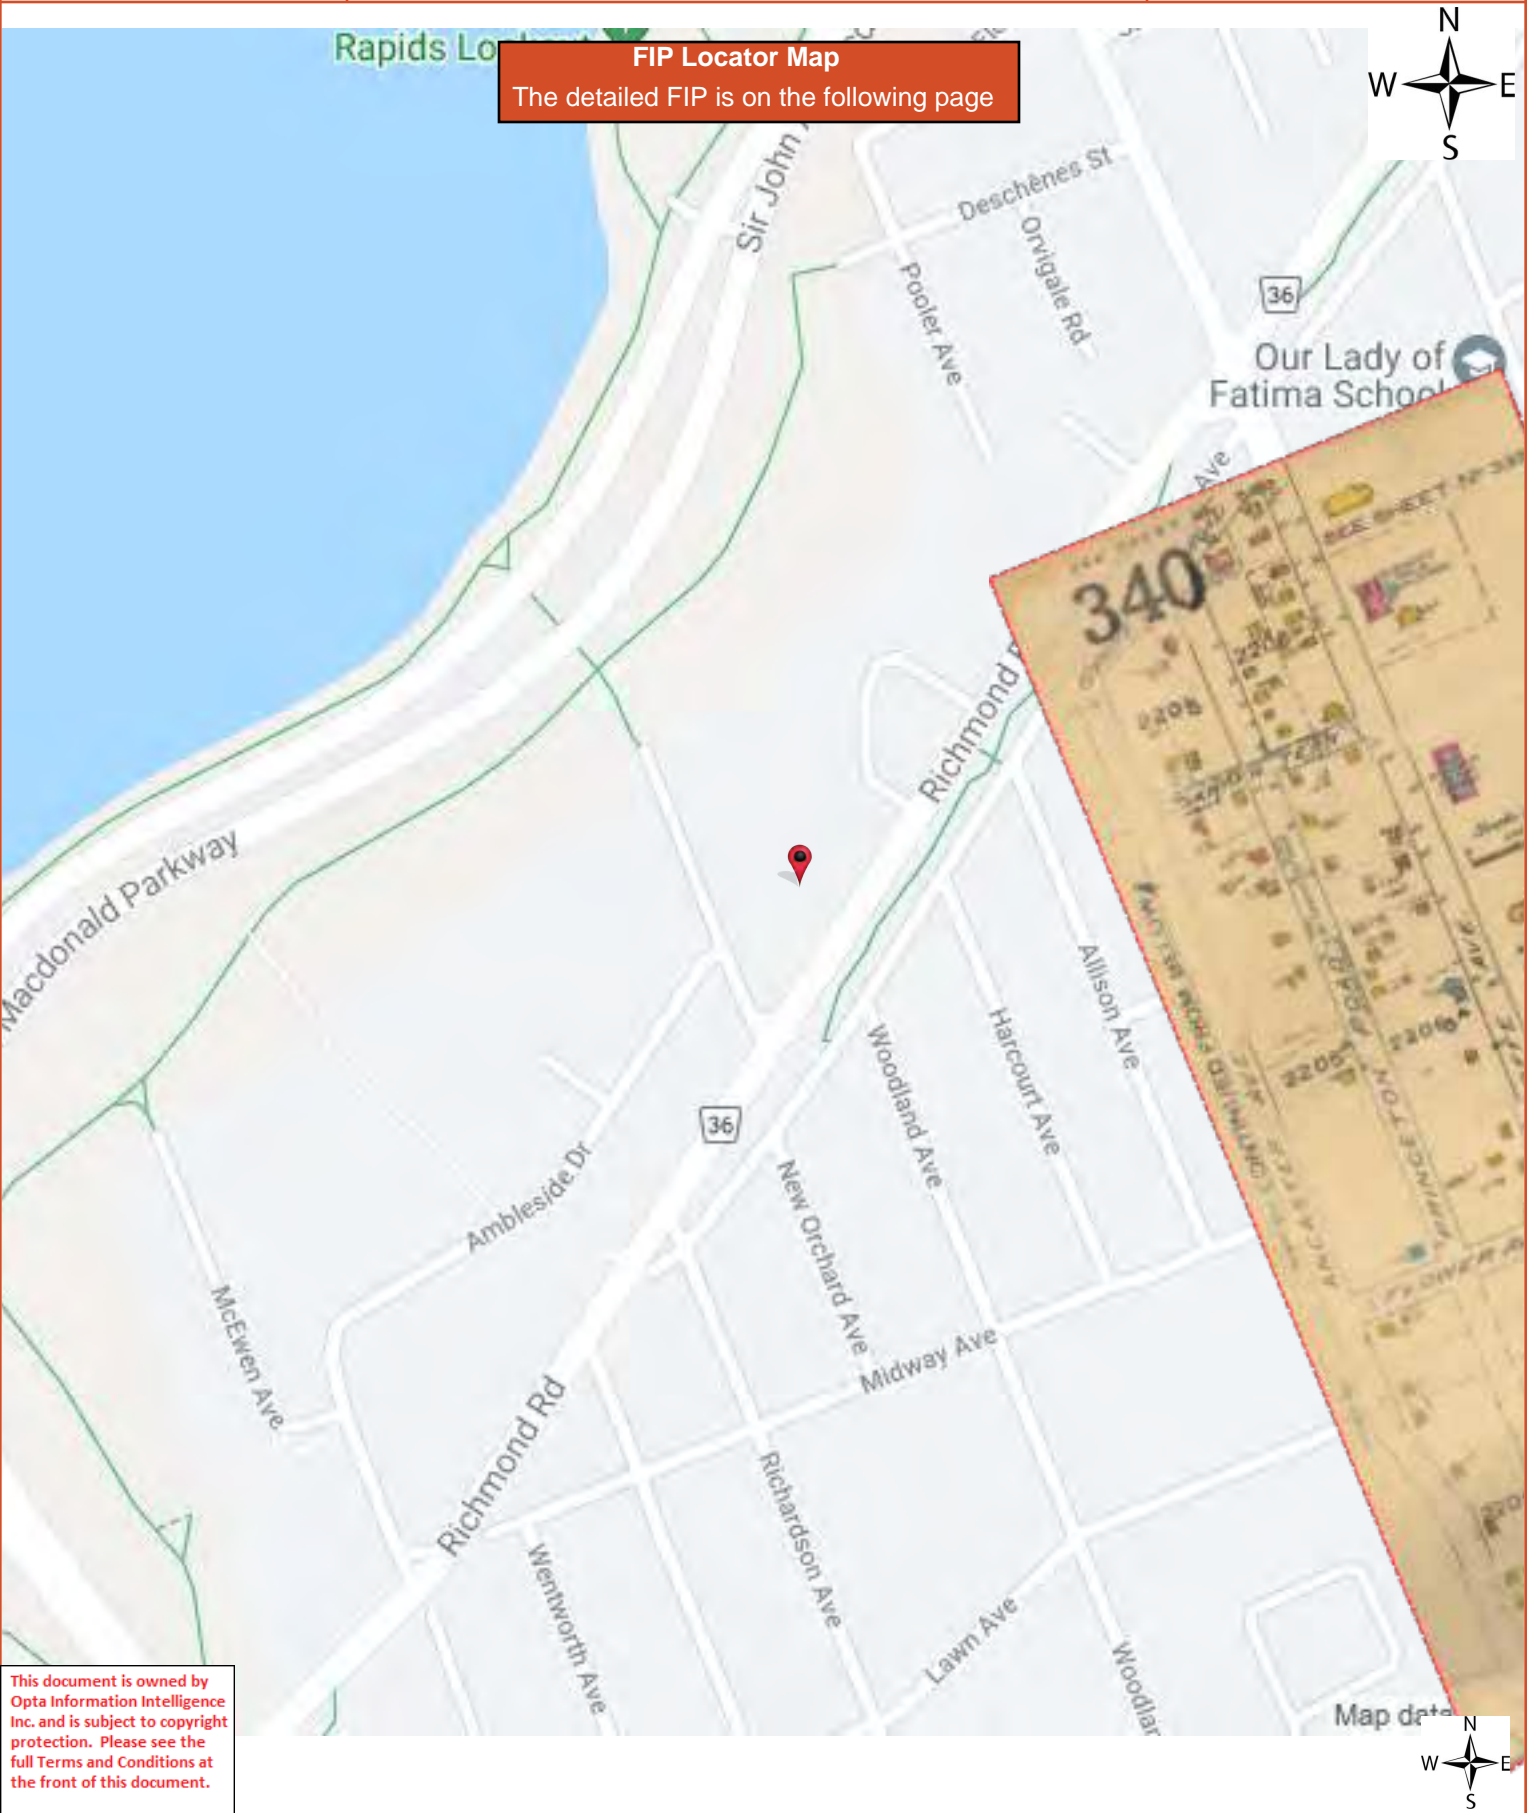 N
W E
S
Rapids
FIP Locator Map
The detailed FIP is on the following page
Sir John
Deschênes St
Orvigale Rd
Pooler Ave
36
Our Lady of
Fatima School
Ave
340
Richmond
2208
Macdonald Parkway
Allison Ave
Harcourt Ave
Woodland Ave
PRINCETON
2205
36
Ambleside Dr
New Orchard Ave
McEwen Ave
Midway Ave
Richmond Rd
Richardson Ave
Wentworth Ave
Lawn Ave
Map data
This document is owned by
Opta Information Intelligence
Inc. and is subject to copyright
protection. Please see the
full Terms and Conditions at
the front of this document.
N
W E
S